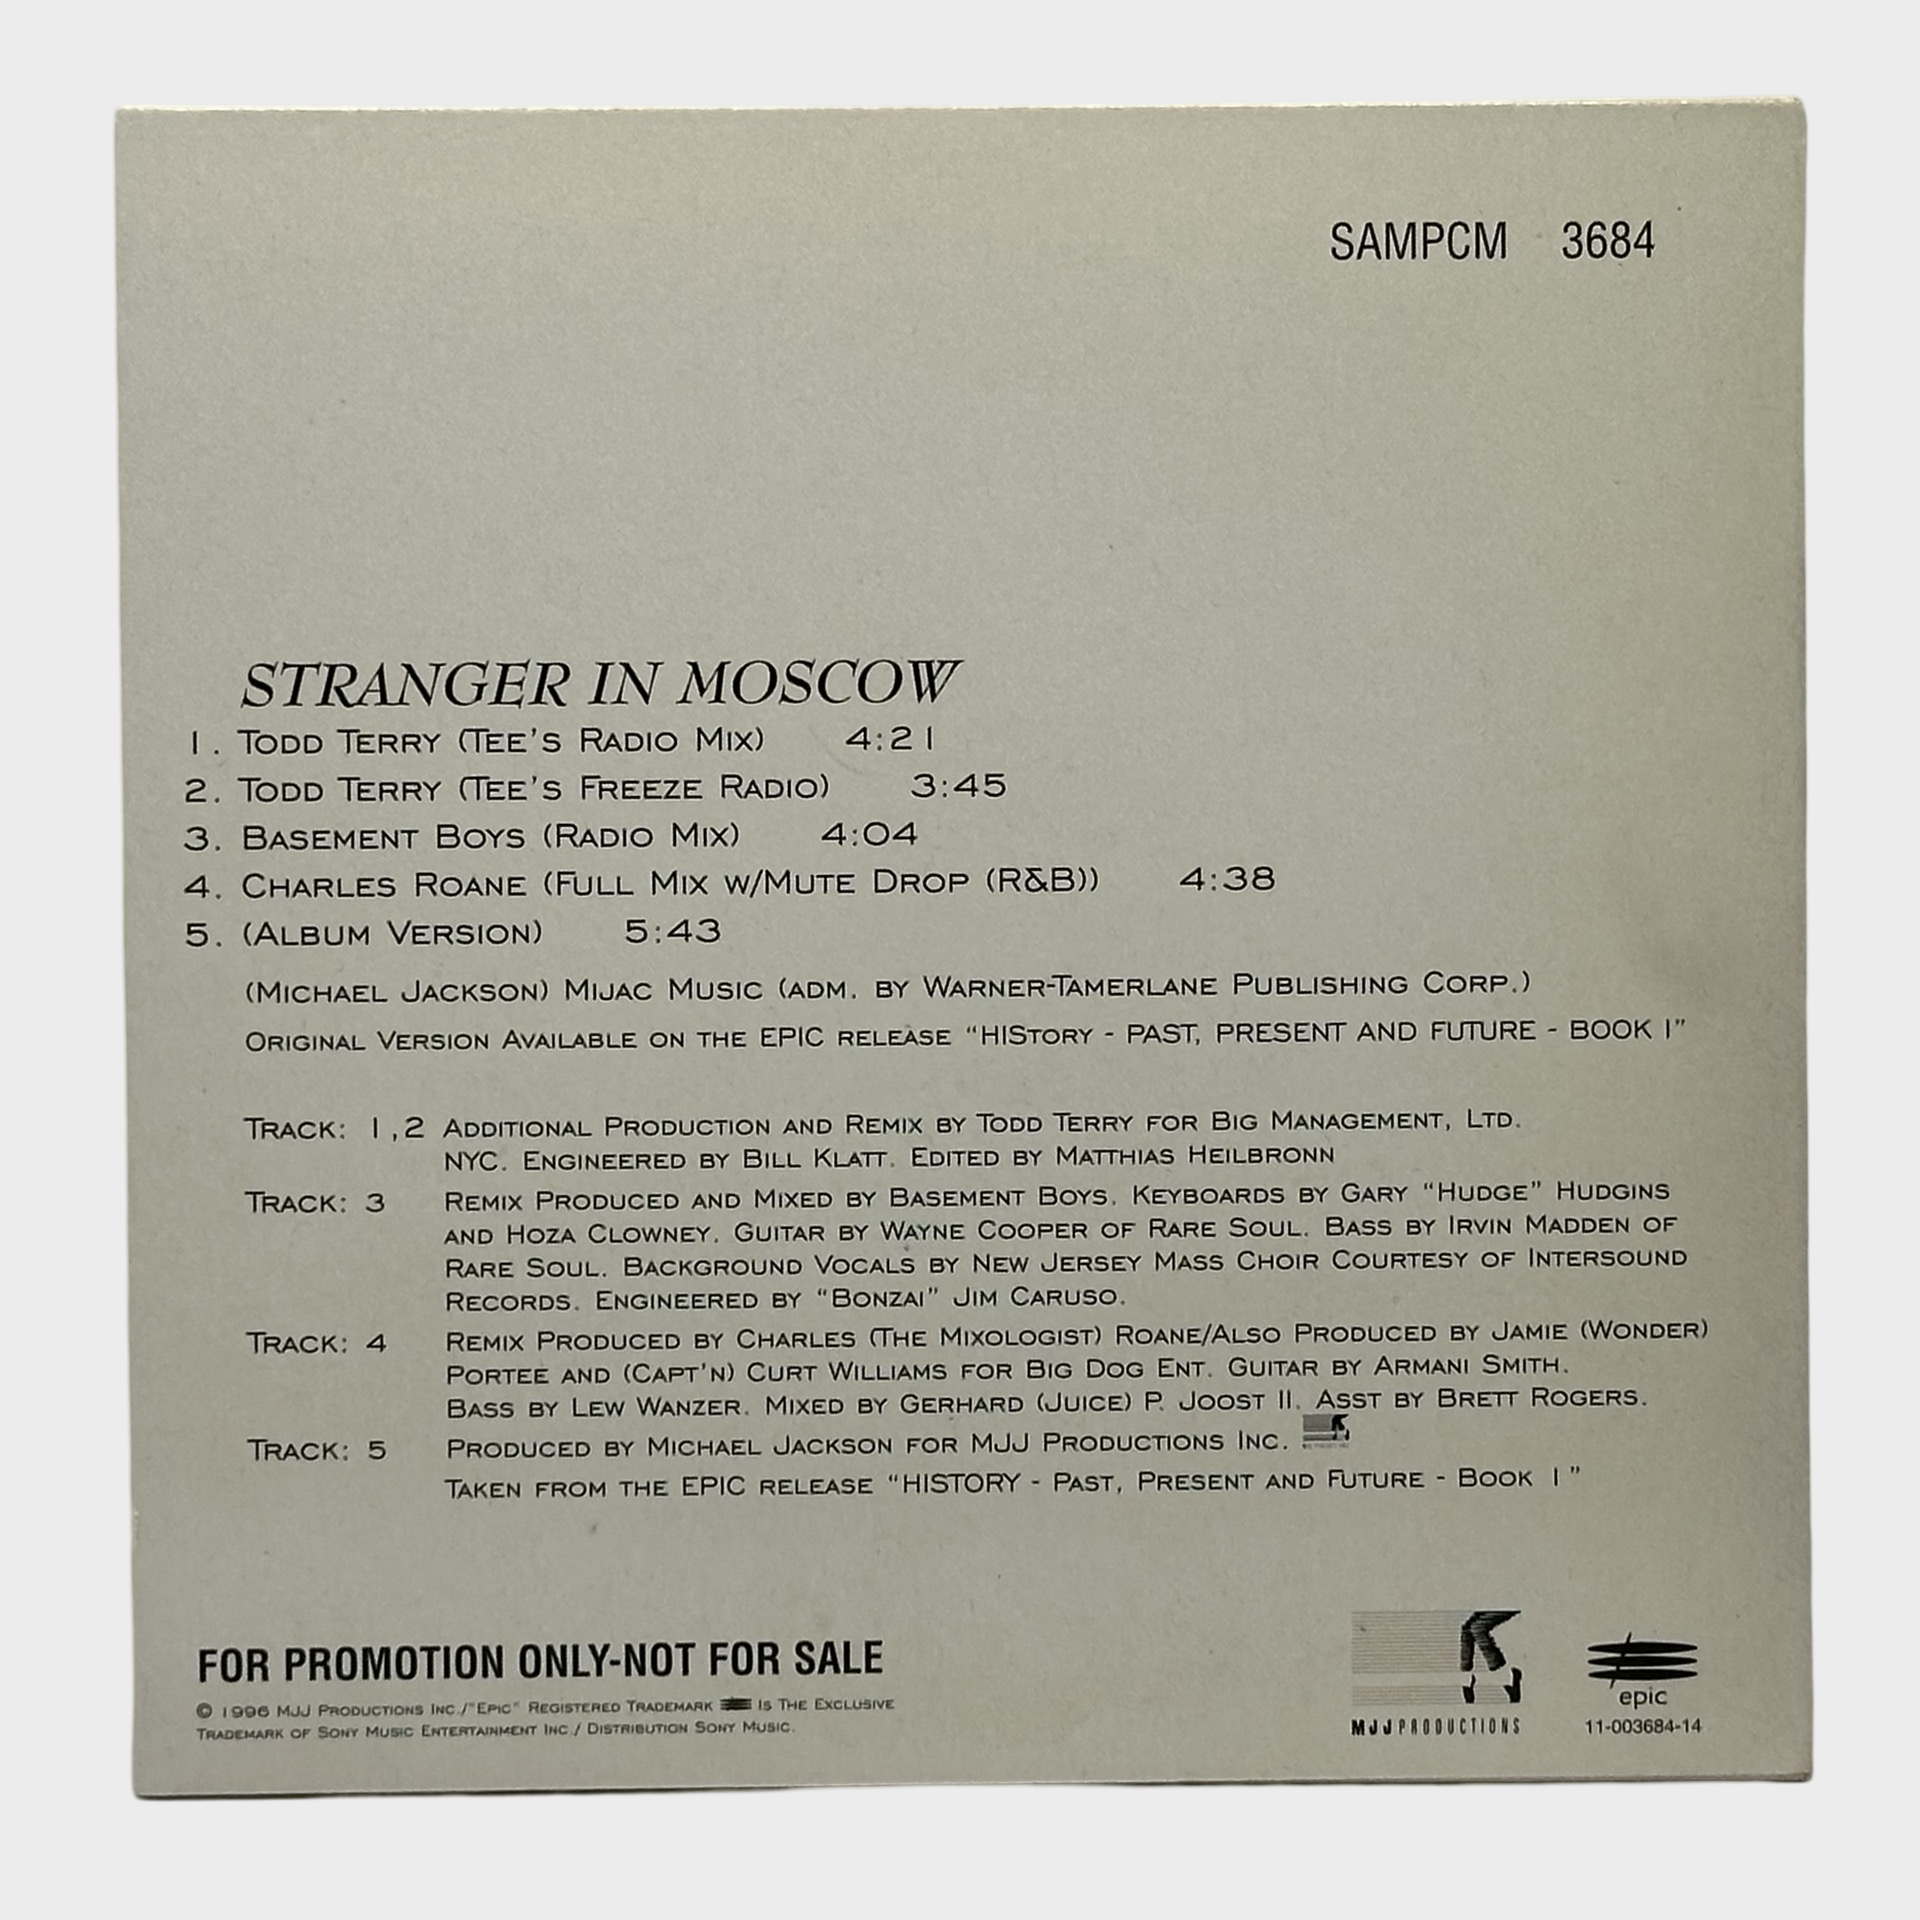 SAMPCM 3684
STRANGER IN MOSCOW
1. TODD TERRY (TEE'S RADIO MIX) 4:21
2. TODD TERRY (TEE'S FREEZE RADIO) 3:45
3. BASEMENT BOYS (RADIO MIX) 4:04
4. CHARLES ROANE (FULL MIX W/MUTE DROP (R&B)) 4:38
5. (ALBUM VERSION) 5:43
(MICHAEL JACKSON) MIJAC MUSIC (ADM. BY WARNER-TAMERLANE PUBLISHING CORP.)
ORIGINAL VERSION AVAILABLE ON THE EPIC RELEASE “HISTORY - PAST, PRESENT AND FUTURE - BOOK I”
TRACK: 1,2 ADDITIONAL PRODUCTION AND REMIX BY TODD TERRY FOR BIG MANAGEMENT, LTD.
NYC. ENGINEERED BY BILL KLATT. EDITED BY MATTHIAS HEILBRONN
TRACK: 3 REMIX PRODUCED AND MIXED BY BASEMENT BOYS. KEYBOARDS BY GARY “HUDGE” HUDGINS
AND HOZA CLOWNEY. GUITAR BY WAYNE COOPER OF RARE SOUL. BASS BY IRVIN MADDEN OF
RARE SOUL. BACKGROUND VOCALS BY NEW JERSEY MASS CHOIR COURTESY OF INTERSOUND
RECORDS. ENGINEERED BY “BONZAI” JIM CARUSO.
TRACK: 4 REMIX PRODUCED BY CHARLES (THE MIXOLOGIST) ROANE/ALSO PRODUCED BY JAMIE (WONDER)
PORTEE AND (CAPT'N) CURT WILLIAMS FOR BIG DOG ENT. GUITAR BY ARMANI SMITH.
BASS BY LEW WANZER. MIXED BY GERHARD (JUICE) P. JOOST II. ASST BY BRETT ROGERS.
TRACK: 5 PRODUCED BY MICHAEL JACKSON FOR MJJ PRODUCTIONS INC.
TAKEN FROM THE EPIC RELEASE “HISTORY - PAST, PRESENT AND FUTURE - BOOK 1”
FOR PROMOTION ONLY-NOT FOR SALE
© 1996 MJJ PRODUCTIONS INC./"EPIC" REGISTERED TRADEMARK IS THE EXCLUSIVE
TRADEMARK OF SONY MUSIC ENTERTAINMENT INC./ DISTRIBUTION SONY MUSIC.
MJJ PRODUCTIONS
epic
11-003684-14